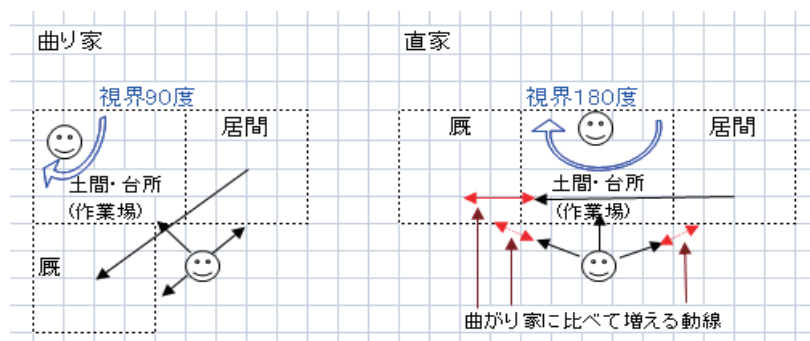 曲り家
視界90度
居間
土間・台所
(作業場)
厩
直家
視界180度
厩
居間
土間・台所
(作業場)
曲がり家に比べて増える動線